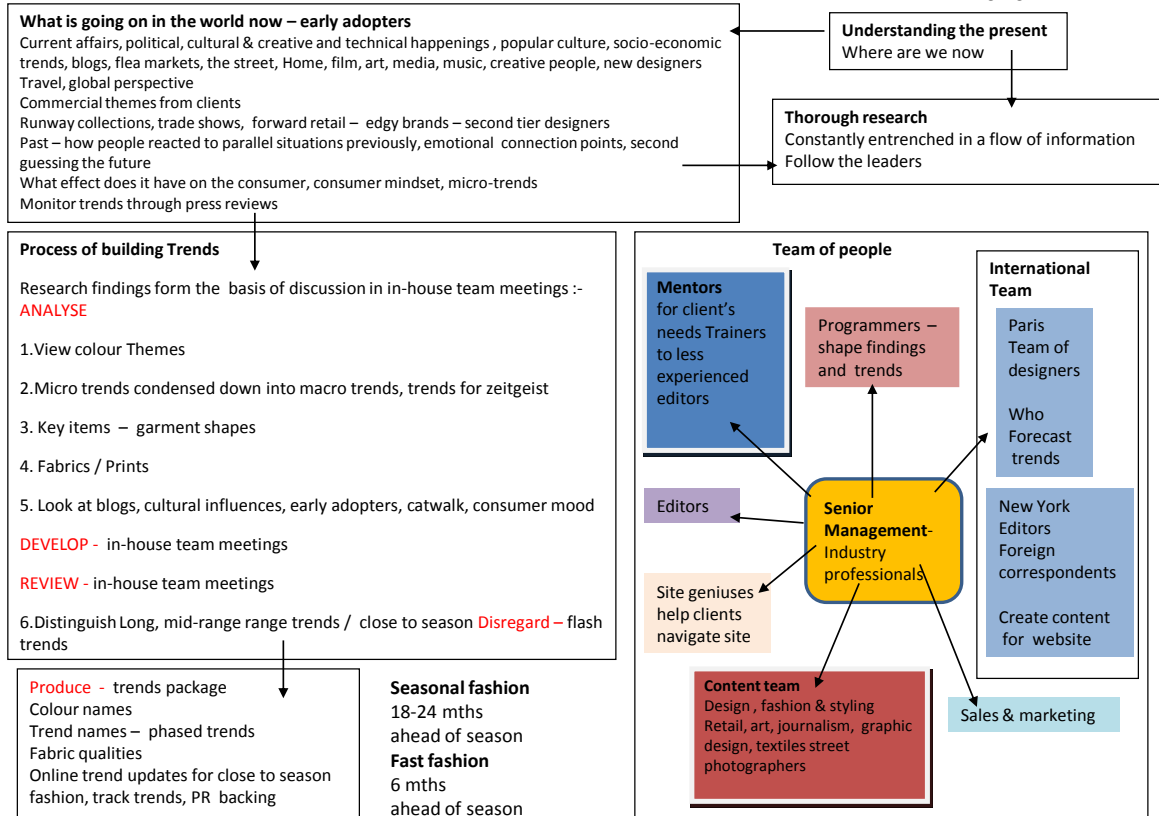 What is going on in the world now – early adopters
Current affairs, political, cultural & creative and technical happenings , popular culture, socio-economic
trends, blogs, flea markets, the street, Home, film, art, media, music, creative people, new designers
Travel, global perspective
Commercial themes from clients
Runway collections, trade shows, forward retail – edgy brands – second tier designers
Past – how people reacted to parallel situations previously, emotional connection points, second
guessing the future
What effect does it have on the consumer, consumer mindset, micro-trends
Monitor trends through press reviews
Understanding the present
Where are we now
Thorough research
Constantly entrenched in a flow of information
Follow the leaders
Process of building Trends
Research findings form the basis of discussion in in-house team meetings :-
ANALYSE
1.View colour Themes
2.Micro trends condensed down into macro trends, trends for zeitgeist
3. Key items – garment shapes
4. Fabrics / Prints
5. Look at blogs, cultural influences, early adopters, catwalk, consumer mood
DEVELOP - in-house team meetings
REVIEW - in-house team meetings
6.Distinguish Long, mid-range range trends / close to season Disregard – flash
trends
Produce - trends package
Colour names
Trend names – phased trends
Fabric qualities
Online trend updates for close to season
fashion, track trends, PR backing
Seasonal fashion
18-24 mths
ahead of season
Fast fashion
6 mths
ahead of season
Team of people
Mentors
for client's
needs Trainers
to less
experienced
editors
Programmers –
shape findings
and trends
International
Team
Paris
Team of
designers
Who
Forecast
trends
New York
Editors
Foreign
correspondents
Create content
for website
Editors
Senior
Management-
Industry
professionals
Site geniuses
help clients
navigate site
Content team
Design , fashion & styling
Retail, art, journalism, graphic
design, textiles street
photographers
Sales & marketing